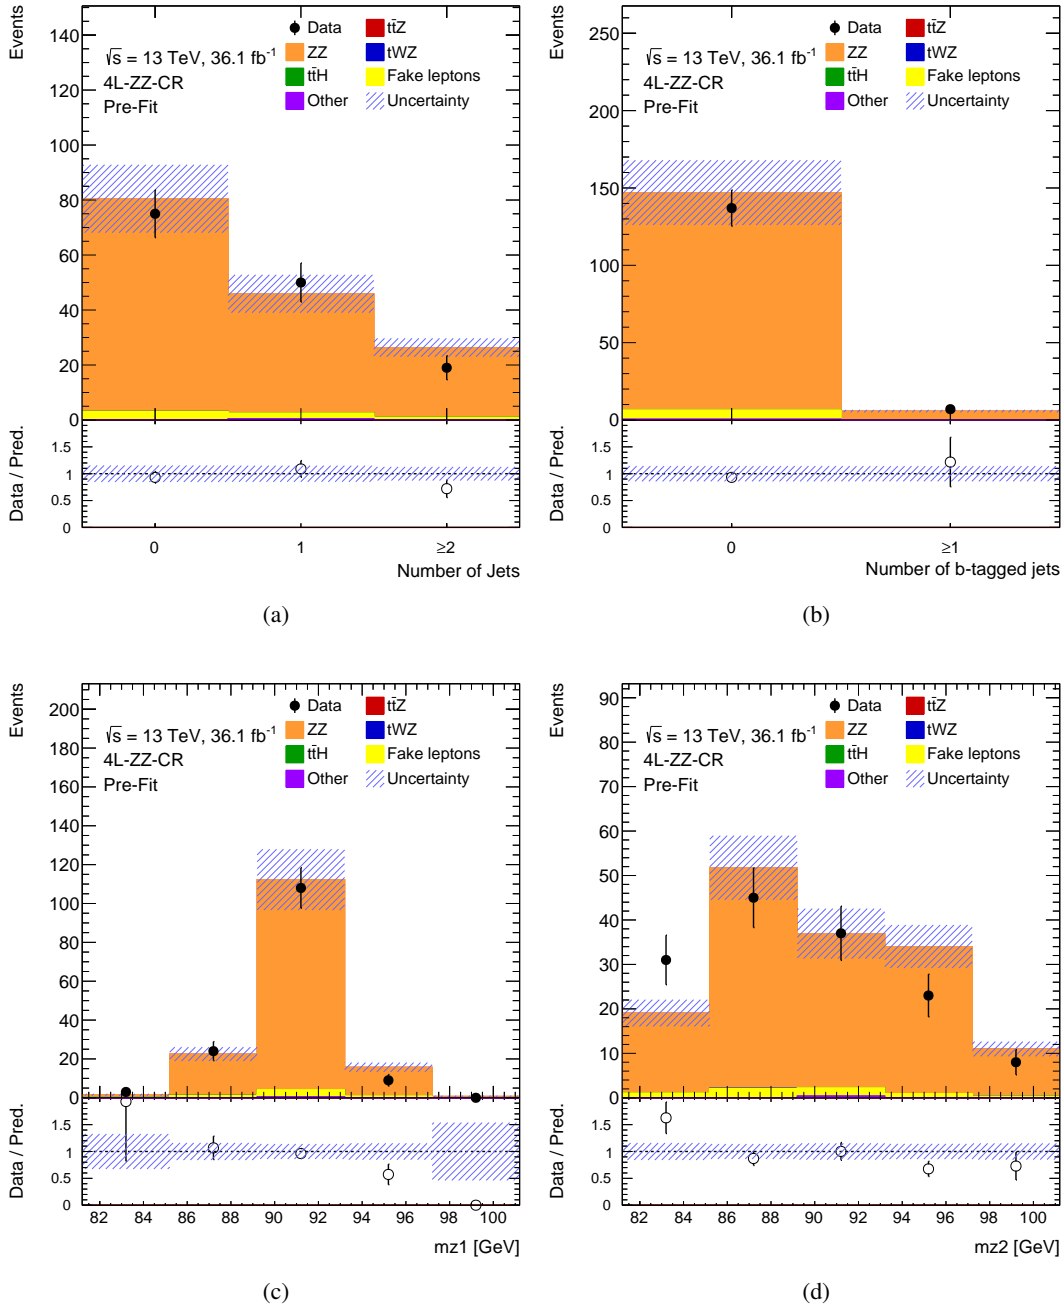 Events
140
120
100
80
60
40
20
0
√s = 13 TeV, 36.1 fb⁻¹
4L-ZZ-CR
Pre-Fit
Data
ZZ
tt̄H
Other
tt̄Z
tWZ
Fake leptons
Uncertainty
Data / Pred.
1.5
1
0.5
0
0 1 ≥2
Number of Jets
(a)
Events
250
200
150
100
50
0
√s = 13 TeV, 36.1 fb⁻¹
4L-ZZ-CR
Pre-Fit
Data
ZZ
tt̄H
Other
tt̄Z
tWZ
Fake leptons
Uncertainty
Data / Pred.
1.5
1
0.5
0
0 ≥1
Number of b-tagged jets
(b)
Events
200
180
160
140
120
100
80
60
40
20
0
√s = 13 TeV, 36.1 fb⁻¹
4L-ZZ-CR
Pre-Fit
Data
ZZ
tt̄H
Other
tt̄Z
tWZ
Fake leptons
Uncertainty
Data / Pred.
1.5
1
0.5
0
82 84 86 88 90 92 94 96 98 100
mz1 [GeV]
(c)
Events
90
80
70
60
50
40
30
20
10
0
√s = 13 TeV, 36.1 fb⁻¹
4L-ZZ-CR
Pre-Fit
Data
ZZ
tt̄H
Other
tt̄Z
tWZ
Fake leptons
Uncertainty
Data / Pred.
1.5
1
0.5
0
82 84 86 88 90 92 94 96 98 100
mz2 [GeV]
(d)